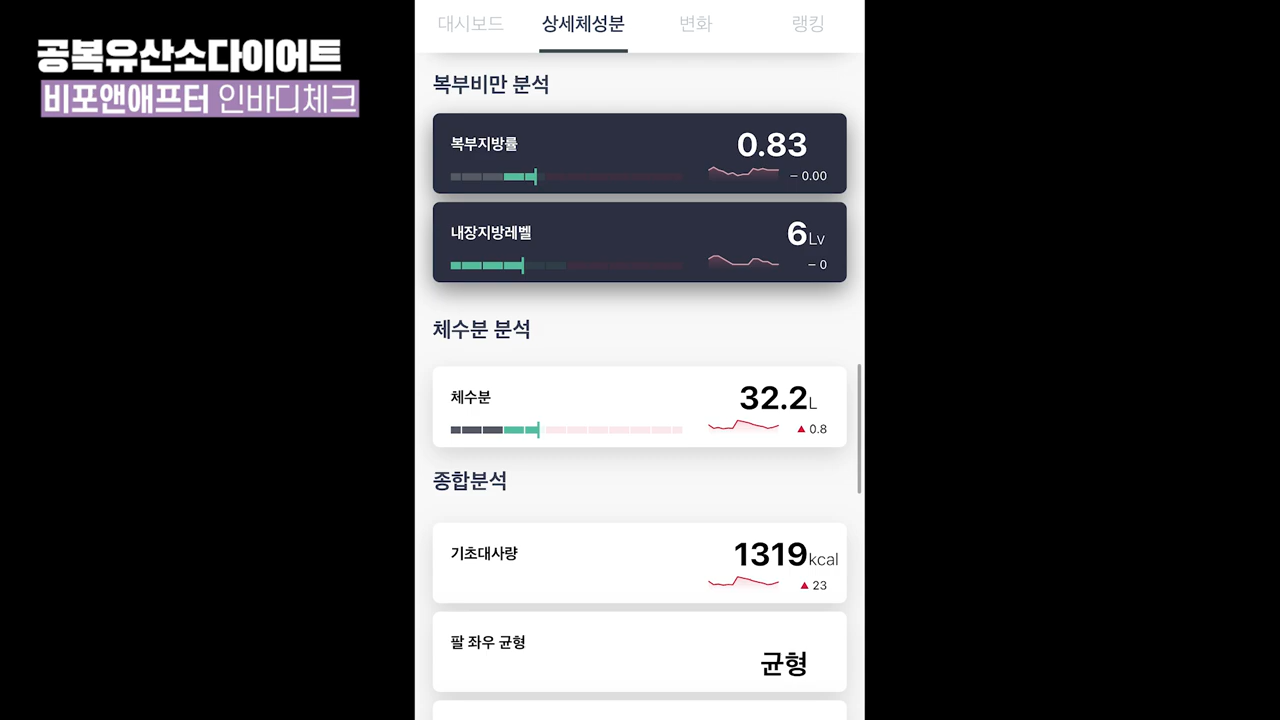 공복유산소다이어트
비포앤애프터 인바디체크
대시보드 상세체성분 변화 랭킹
복부비만 분석
복부지방률
0.83
– 0.00
내장지방레벨
6Lv
– 0
체수분 분석
체수분
32.2L
▲ 0.8
종합분석
기초대사량
1319kcal
▲ 23
팔 좌우 균형
균형